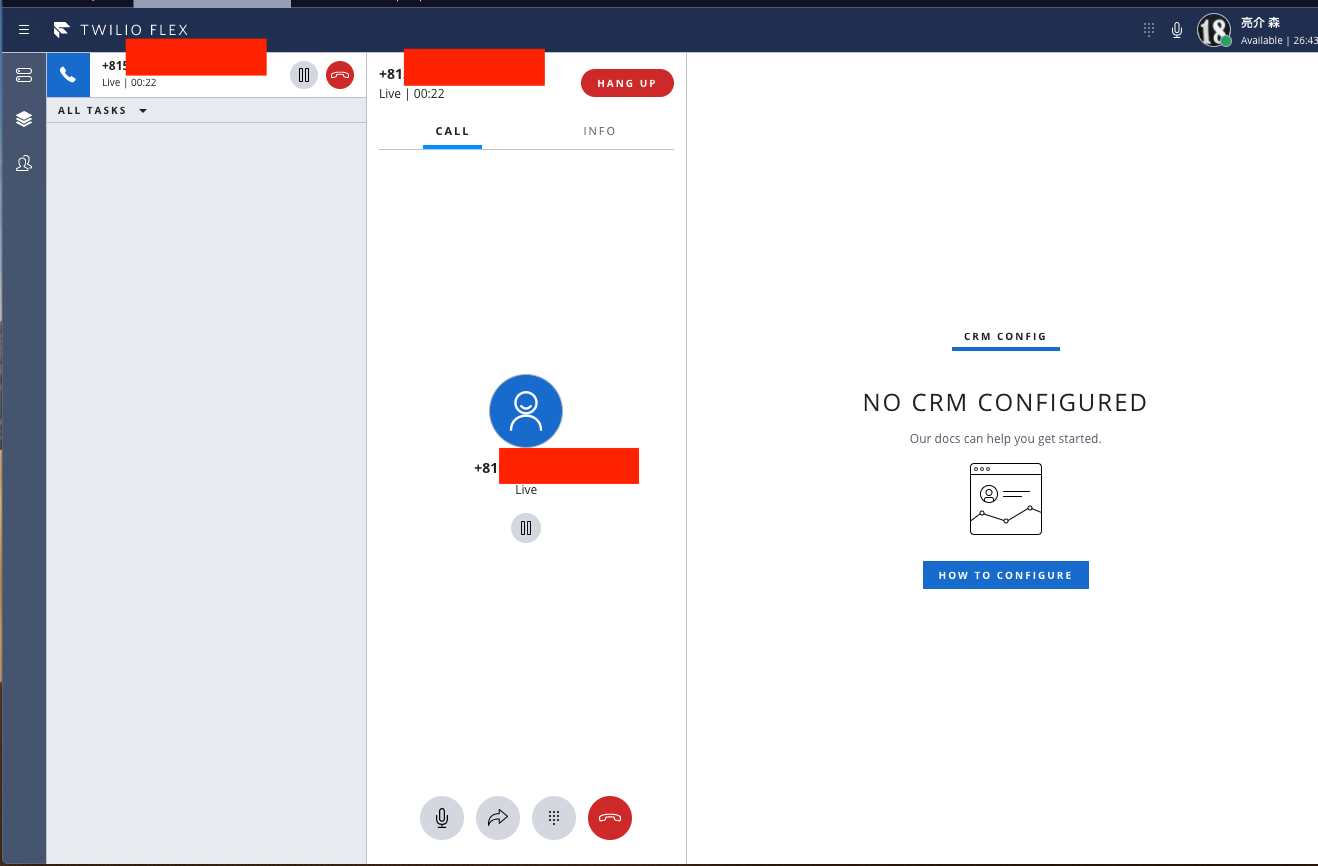 TWILIO FLEX
亮介 森
Available | 26:43
+815
Live | 00:22
ALL TASKS
+81
Live | 00:22
HANG UP
CALL
INFO
+81
Live
CRM CONFIG
NO CRM CONFIGURED
Our docs can help you get started.
HOW TO CONFIGURE